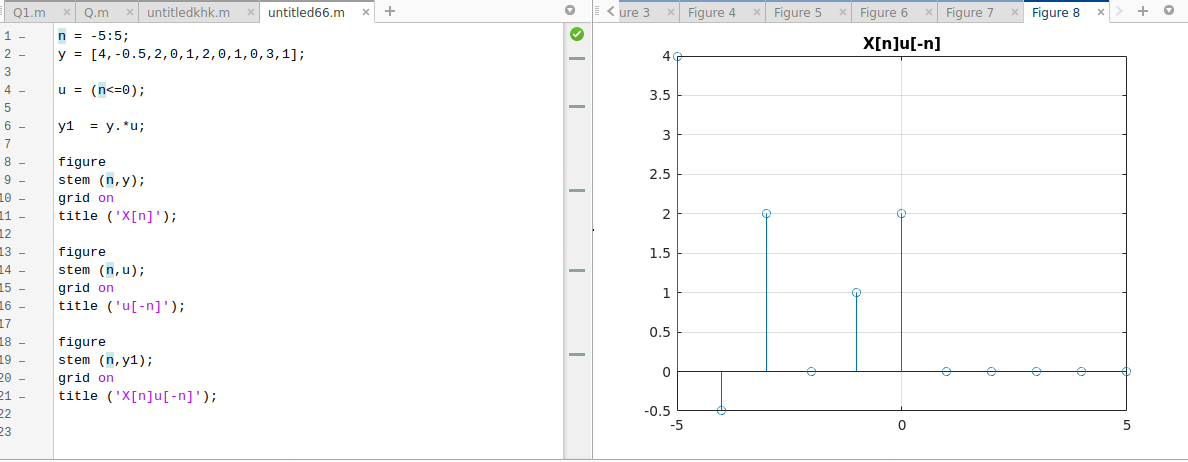 Q1.m × Q.m × untitledkhk.m × untitled66.m × +
1 – n = -5:5;
2 – y = [4,-0.5,2,0,1,2,0,1,0,3,1];
3
4 – u = (n<=0);
5
6 – y1  = y.*u;
7
8 – figure
9 – stem (n,y);
10 – grid on
11 – title ('X[n]');
12
13 – figure
14 – stem (n,u);
15 – grid on
16 – title ('u[-n]');
17
18 – figure
19 – stem (n,y1);
20 – grid on
21 – title ('X[n]u[-n]');
22
23
ure 3 × Figure 4 × Figure 5 × Figure 6 × Figure 7 × Figure 8 × +
X[n]u[-n]
4
3.5
3
2.5
2
1.5
1
0.5
0
-0.5
-5 0 5